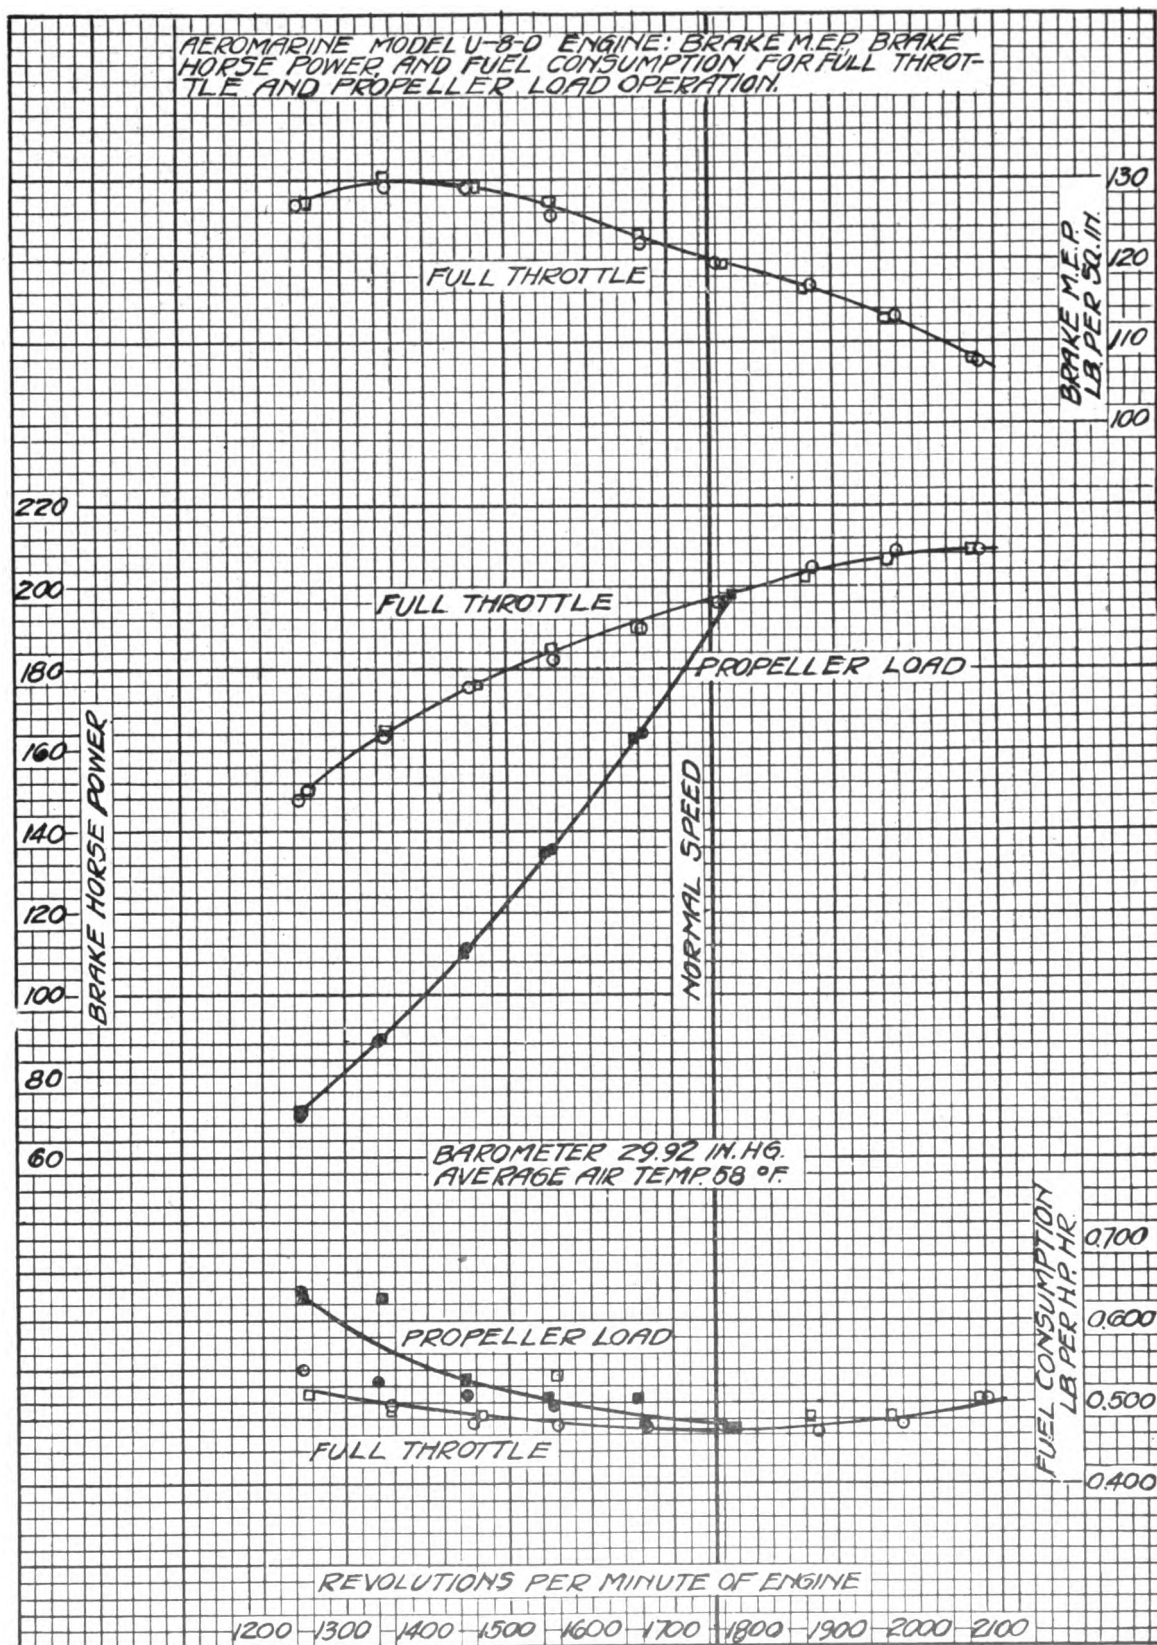 AEROMARINE MODEL U-8-D ENGINE: BRAKE M.E.P. BRAKE
HORSE POWER, AND FUEL CONSUMPTION FOR FULL THROT-
TLE AND PROPELLER LOAD OPERATION.
130
120
110
100
BRAKE M.E.P.
LB. PER SQ. IN.
FULL THROTTLE
220
200
180
160
140
120
100
80
60
BRAKE HORSE POWER
FULL THROTTLE
PROPELLER LOAD
NORMAL SPEED
BAROMETER 29.92 IN. HG.
AVERAGE AIR TEMP. 58 °F.
FUEL CONSUMPTION
LB. PER H.P. HR.
0.700
0.600
0.500
0.400
PROPELLER LOAD
FULL THROTTLE
REVOLUTIONS PER MINUTE OF ENGINE
1200 1300 1400 1500 1600 1700 1800 1900 2000 2100